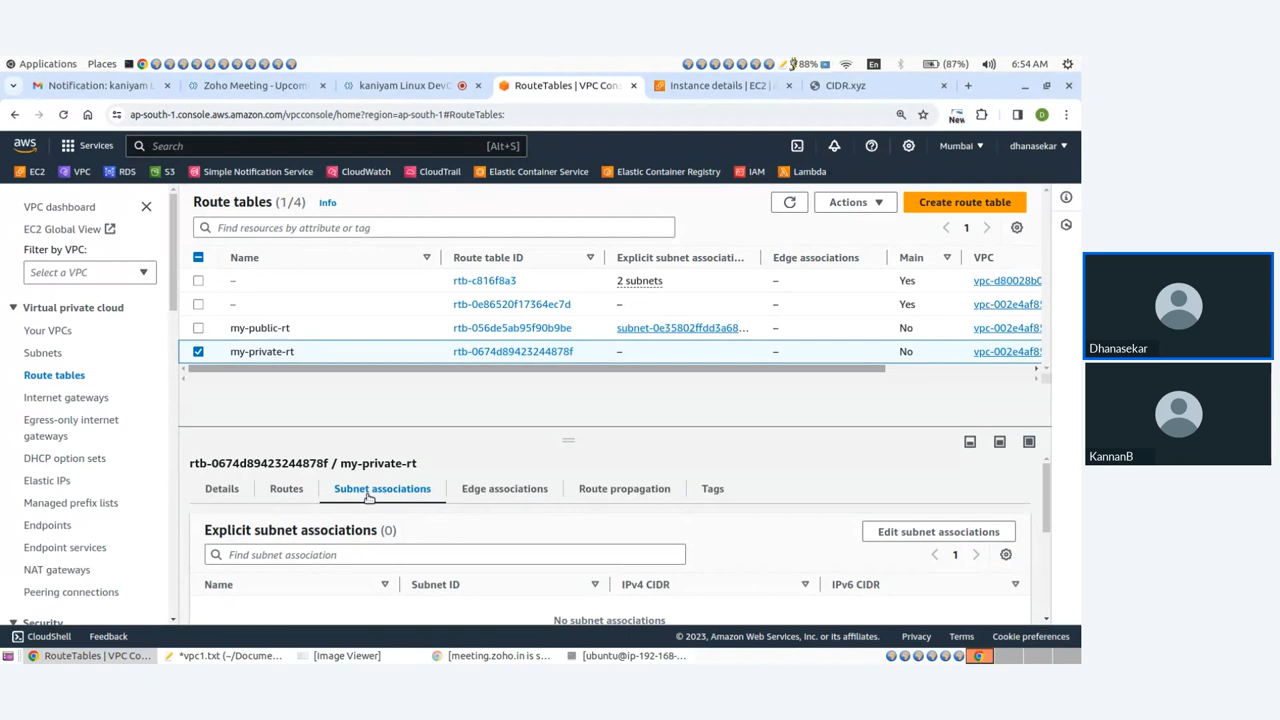 Applications Places 88% En (87%) 6:54 AM
Notification: kaniyam L
Zoho Meeting - Upcomi
kaniyam Linux DevO
RouteTables | VPC Cons
Instance details | EC2 |
CIDR.xyz
ap-south-1.console.aws.amazon.com/vpcconsole/home?region=ap-south-1#RouteTables:
New
D
aws Services Search [Alt+S] Mumbai dhanasekar
EC2 VPC RDS S3 Simple Notification Service CloudWatch CloudTrail Elastic Container Service Elastic Container Registry IAM Lambda
VPC dashboard
EC2 Global View
Filter by VPC:
Select a VPC
Virtual private cloud
Your VPCs
Subnets
Route tables
Internet gateways
Egress-only internet
gateways
DHCP option sets
Elastic IPs
Managed prefix lists
Endpoints
Endpoint services
NAT gateways
Peering connections
Security
Route tables (1/4) Info
Actions
Create route table
Find resources by attribute or tag
1
Name Route table ID Explicit subnet associati... Edge associations Main VPC
– rtb-c816f8a3 2 subnets – Yes vpc-d80028b0
– rtb-0e86520f17364ec7d – – Yes vpc-002e4af85
my-public-rt rtb-056de5ab95f90b9be subnet-0e35802ffdd3a68... – No vpc-002e4af85
my-private-rt rtb-0674d89423244878f – – No vpc-002e4af85
rtb-0674d89423244878f / my-private-rt
Details Routes Subnet associations Edge associations Route propagation Tags
Explicit subnet associations (0)
Edit subnet associations
Find subnet association
1
Name Subnet ID IPv4 CIDR IPv6 CIDR
No subnet associations
Dhanasekar
KannanB
CloudShell Feedback © 2023, Amazon Web Services, Inc. or its affiliates. Privacy Terms Cookie preferences
RouteTables | VPC Co... *vpc1.txt (~/Docume... [Image Viewer] [meeting.zoho.in is s... [ubuntu@ip-192-168-...